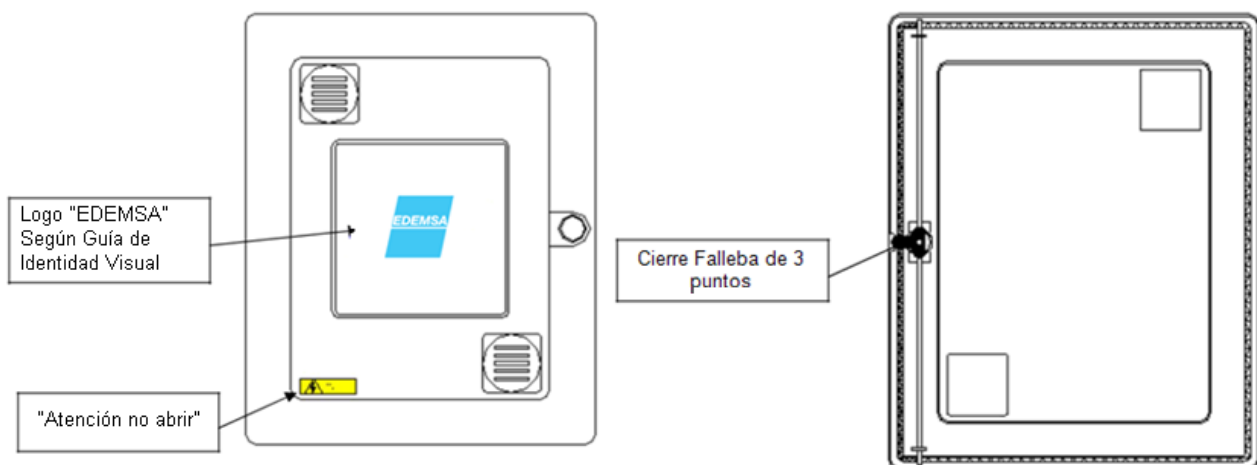 Logo "EDEMSA"
Según Guía de
Identidad Visual
EDEMSA
"Atención no abrir"
Cierre Falleba de 3
puntos